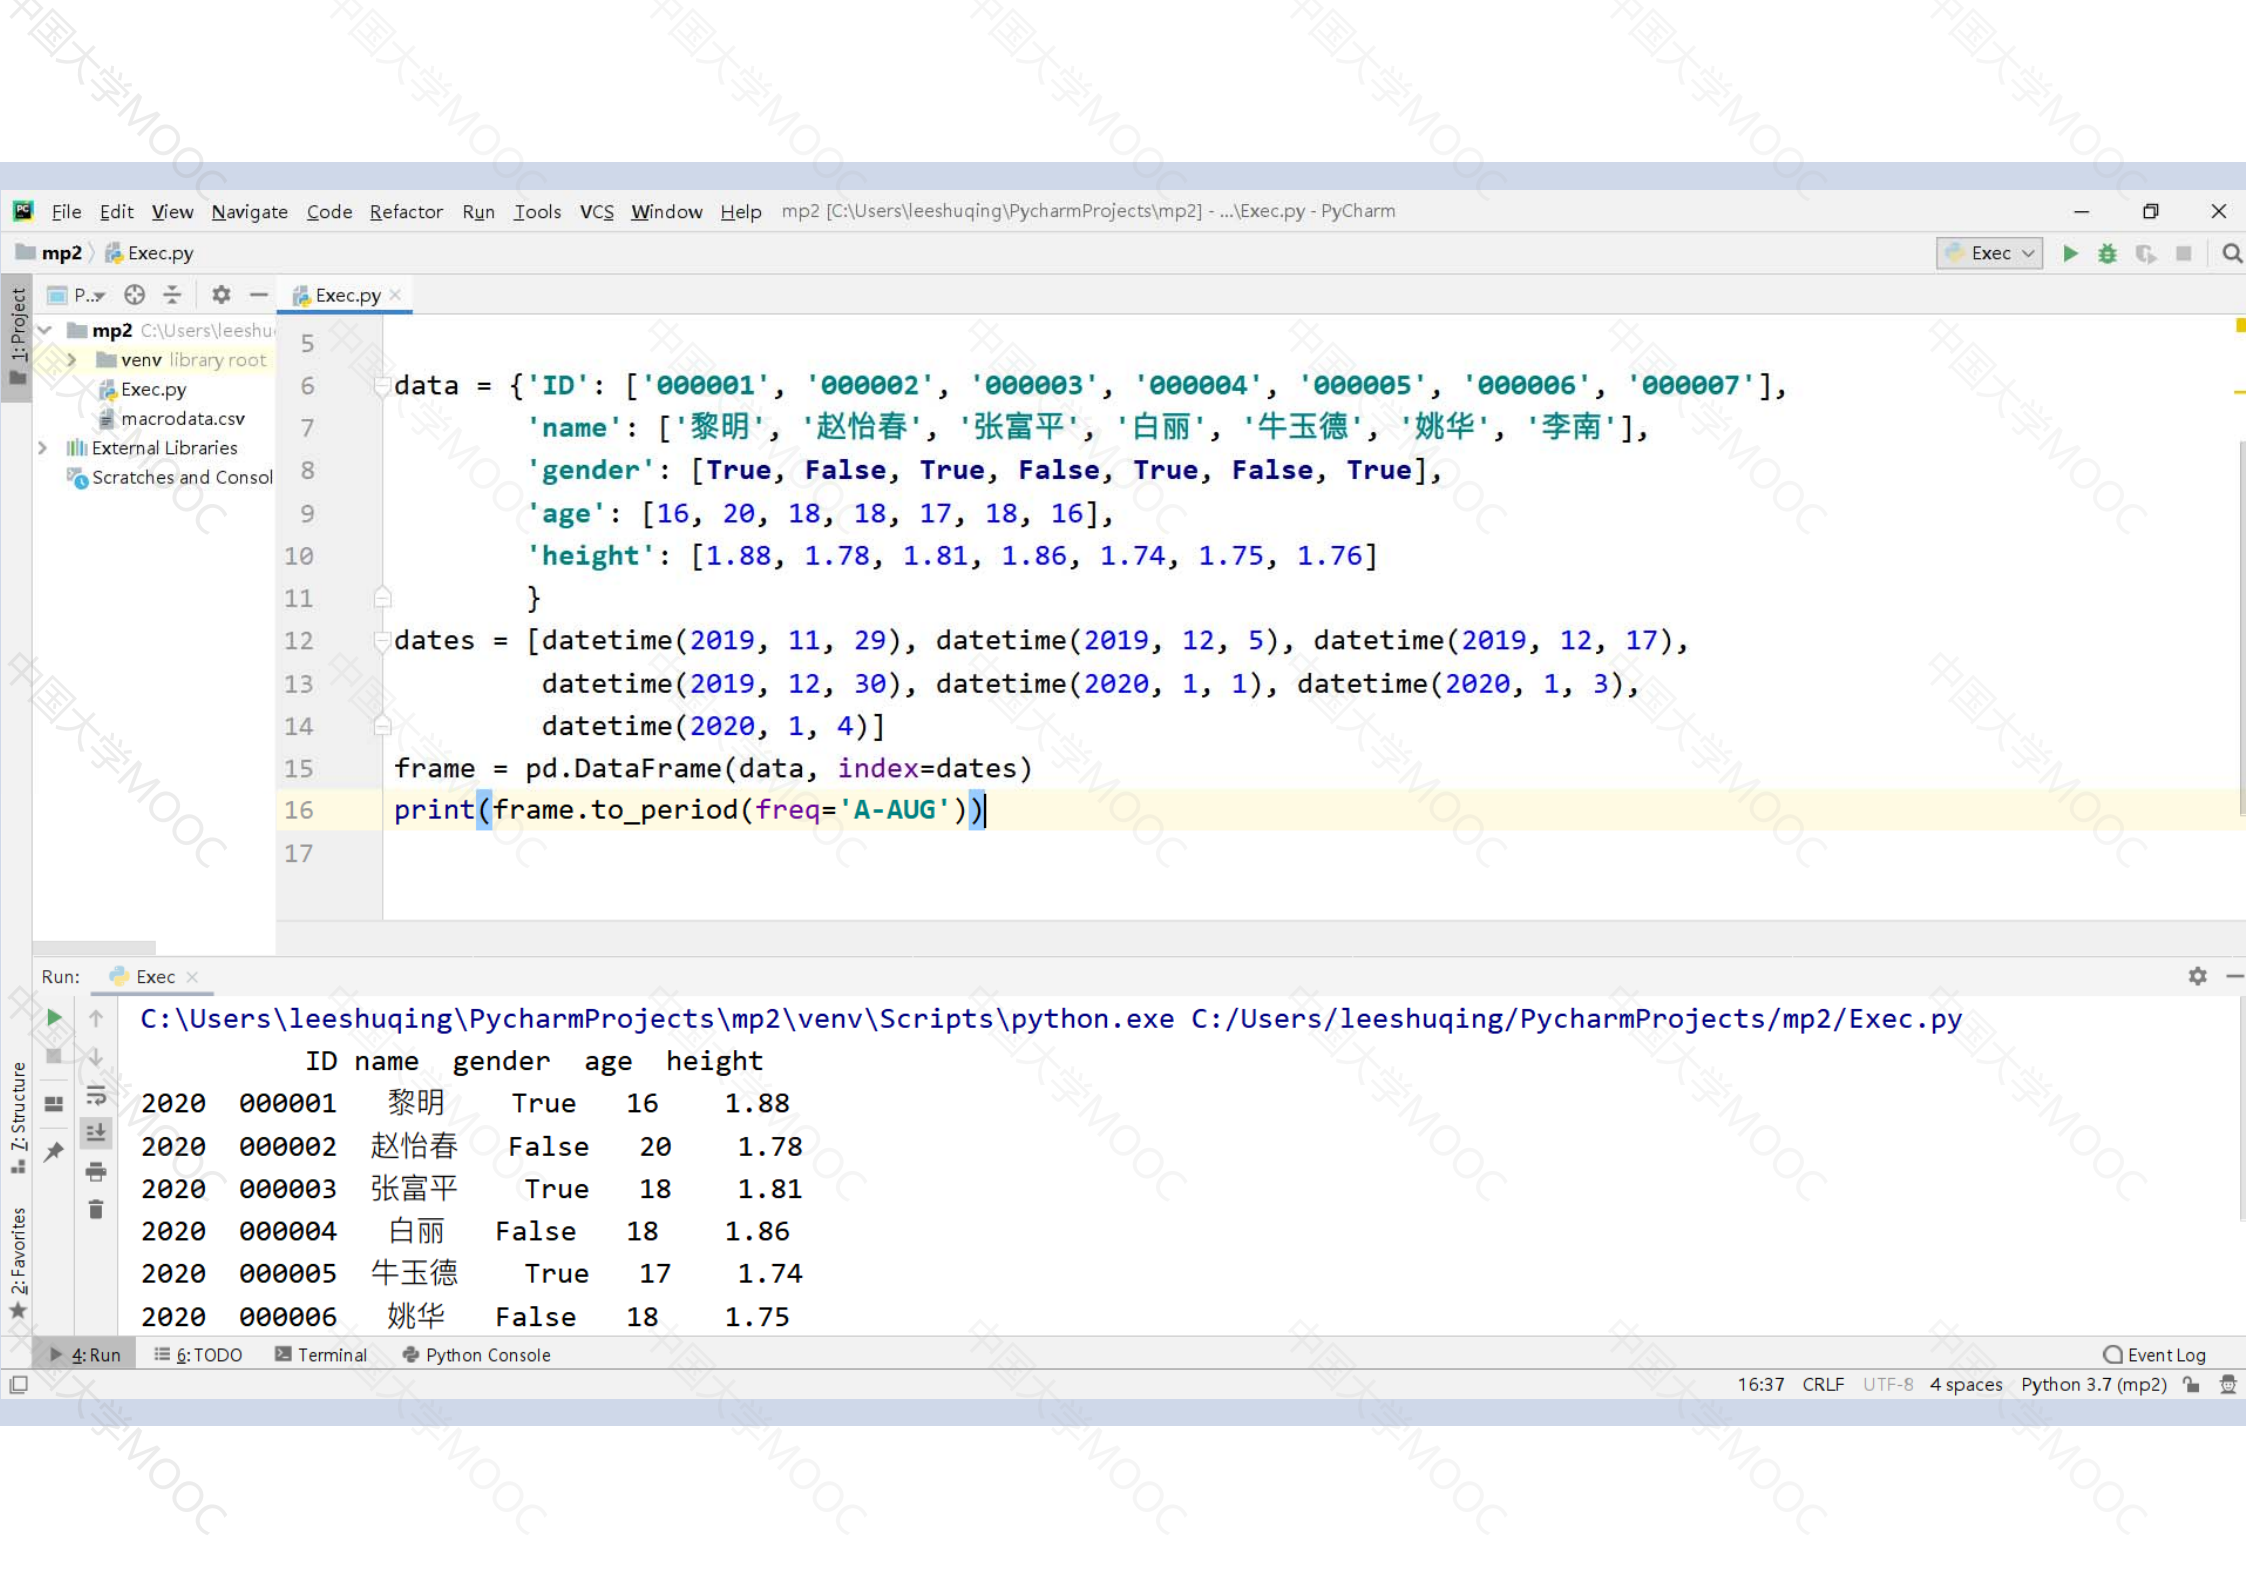 File Edit View Navigate Code Refactor Run Tools VCS Window Help mp2 [C:\Users\leeshuqing\PycharmProjects\mp2] - ...\Exec.py - PyCharm
mp2 Exec.py Exec
1: Project
P.. Exec.py
mp2 C:\Users\leeshu
venv library root
Exec.py
macrodata.csv
External Libraries
Scratches and Consol
5
6 data = {'ID': ['000001', '000002', '000003', '000004', '000005', '000006', '000007'],
7 'name': ['黎明', '赵怡春', '张富平', '白丽', '牛玉德', '姚华', '李南'],
8 'gender': [True, False, True, False, True, False, True],
9 'age': [16, 20, 18, 18, 17, 18, 16],
10 'height': [1.88, 1.78, 1.81, 1.86, 1.74, 1.75, 1.76]
11 }
12 dates = [datetime(2019, 11, 29), datetime(2019, 12, 5), datetime(2019, 12, 17),
13 datetime(2019, 12, 30), datetime(2020, 1, 1), datetime(2020, 1, 3),
14 datetime(2020, 1, 4)]
15 frame = pd.DataFrame(data, index=dates)
16 print(frame.to_period(freq='A-AUG'))
17
Run: Exec
C:\Users\leeshuqing\PycharmProjects\mp2\venv\Scripts\python.exe C:/Users/leeshuqing/PycharmProjects/mp2/Exec.py
ID name gender age height
2020 000001 黎明 True 16 1.88
2020 000002 赵怡春 False 20 1.78
2020 000003 张富平 True 18 1.81
2020 000004 白丽 False 18 1.86
2020 000005 牛玉德 True 17 1.74
2020 000006 姚华 False 18 1.75
7: Structure
2: Favorites
4: Run 6: TODO Terminal Python Console Event Log
16:37 CRLF UTF-8 4 spaces Python 3.7 (mp2)
中国大学MOOC